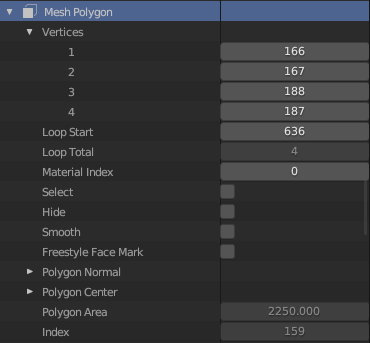 Mesh Polygon
Vertices
1 166
2 167
3 188
4 187
Loop Start 636
Loop Total 4
Material Index 0
Select
Hide
Smooth
Freestyle Face Mark
Polygon Normal
Polygon Center
Polygon Area 2250.000
Index 159